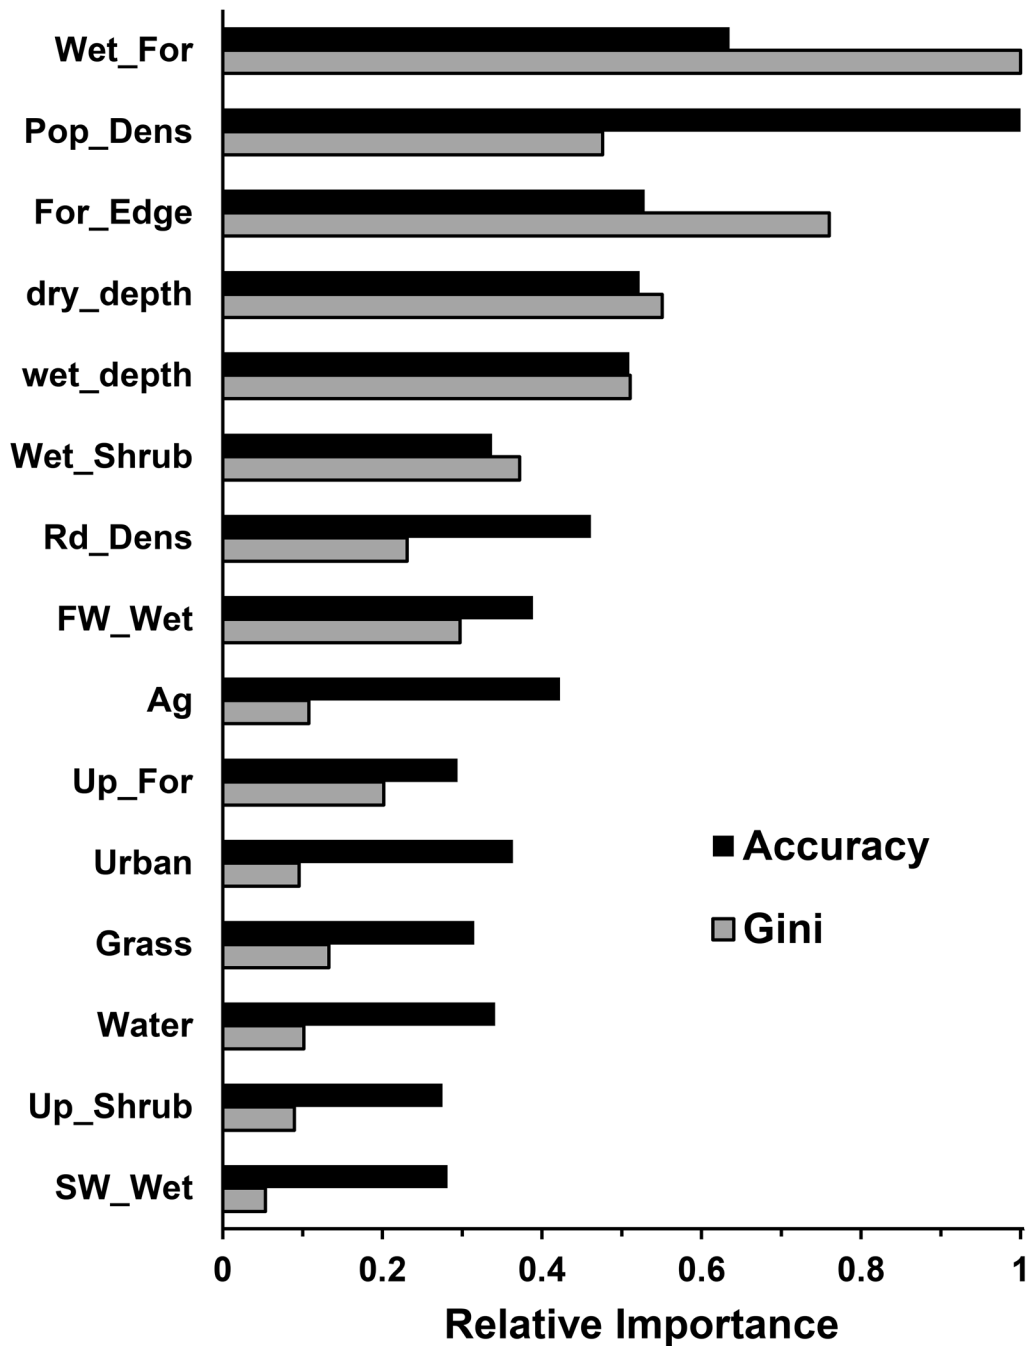 Wet_For
Pop_Dens
For_Edge
dry_depth
wet_depth
Wet_Shrub
Rd_Dens
FW_Wet
Ag
Up_For
Urban
Accuracy
Gini
Grass
Water
Up_Shrub
SW_Wet
0 0.2 0.4 0.6 0.8 1
Relative Importance